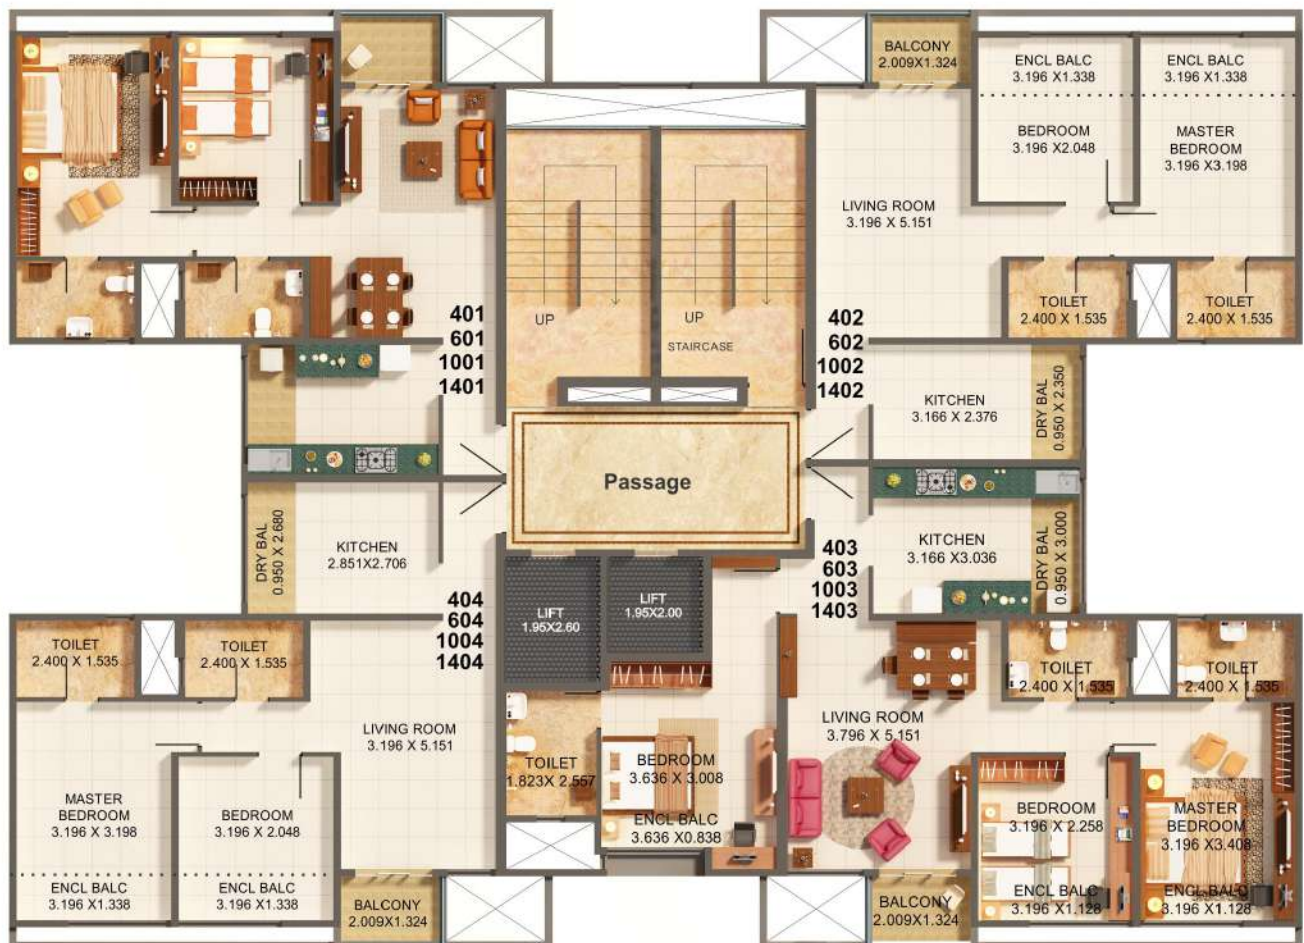 BALCONY
2.009X1.324
ENCL BALC
3.196 X1.338
ENCL BALC
3.196 X1.338
BEDROOM
3.196 X2.048
MASTER
BEDROOM
3.196 X3.198
LIVING ROOM
3.196 X 5.151
TOILET
2.400 X 1.535
TOILET
2.400 X 1.535
UP
UP
STAIRCASE
401
601
1001
1401
402
602
1002
1402
KITCHEN
3.166 X 2.376
DRY BAL
0.950 X 2.350
Passage
DRY BAL
0.950 X 2.680
KITCHEN
2.851X2.706
403
603
1003
1403
KITCHEN
3.166 X3.036
DRY BAL
0.950 X 3.000
404
604
1004
1404
LIFT
1.95X2.60
LIFT
1.95X2.00
TOILET
2.400 X 1.535
TOILET
2.400 X 1.535
TOILET
2.400 X 1.535
TOILET
2.400 X 1.535
LIVING ROOM
3.196 X 5.151
LIVING ROOM
3.796 X 5.151
TOILET
1.823X 2.557
BEDROOM
3.636 X 3.008
ENCL BALC
3.636 X0.838
MASTER
BEDROOM
3.196 X 3.198
BEDROOM
3.196 X 2.048
BEDROOM
3.196 X 2.258
MASTER
BEDROOM
3.196 X3.408
ENCL BALC
3.196 X1.338
ENCL BALC
3.196 X1.338
ENCL BALC
3.196 X1.128
ENCL BALC
3.196 X1.128
BALCONY
2.009X1.324
BALCONY
2.009X1.324